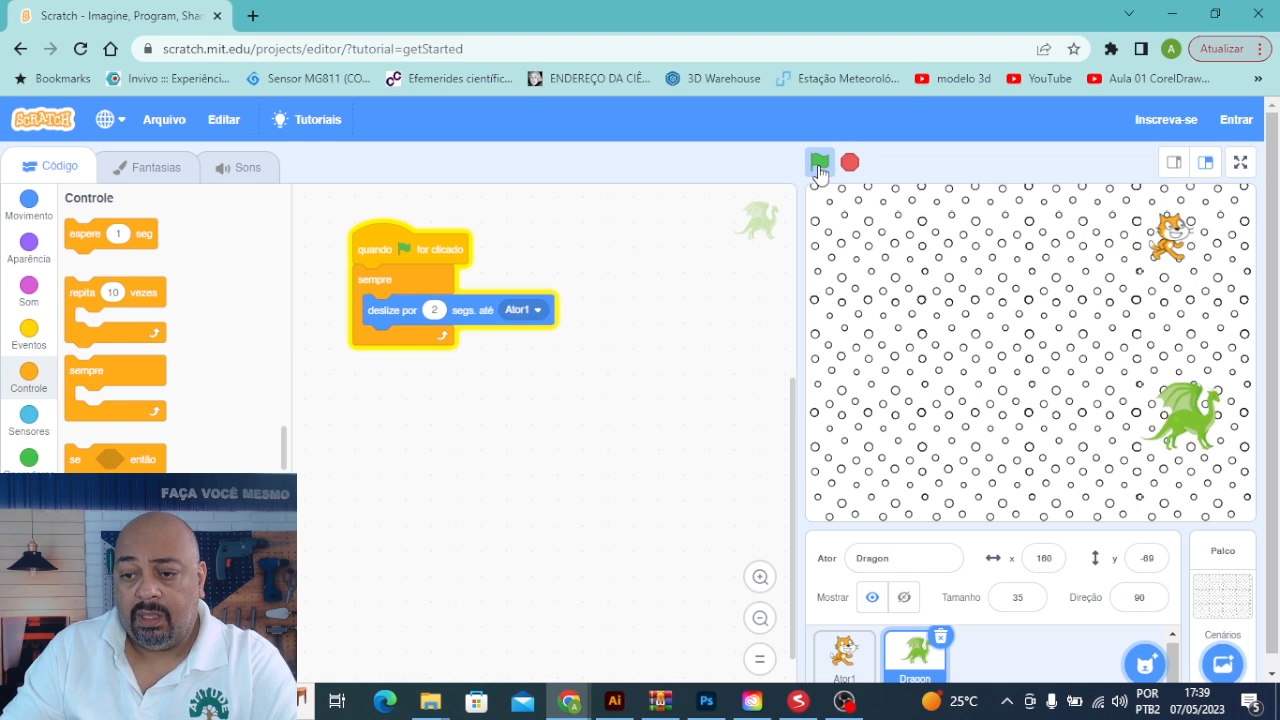 Scratch - Imagine, Program, Shar
scratch.mit.edu/projects/editor/?tutorial=getStarted
A
Atualizar
Bookmarks
Invivo ::: Experiênci...
Sensor MG811 (CO...
Efemérides científic...
ENDEREÇO DA CIÊ...
3D Warehouse
Estação Meteoroló...
modelo 3d
YouTube
Aula 01 CorelDraw...
»
SCRATCH
Arquivo
Editar
Tutoriais
Inscreva-se
Entrar
Código
Fantasias
Sons
Movimento
Aparência
Som
Eventos
Controle
Sensores
Controle
espere 1 seg
repita 10 vezes
sempre
se então
quando for clicado
sempre
deslize por 2 segs. até Ator1
Ator Dragon x 160 y -69
Mostrar Tamanho 35 Direção 90
Ator1
Dragon
Palco
Cenários
FAÇA VOCÊ MESMO
Ai
Ps
25°C
POR
PTB2
17:39
07/05/2023
5